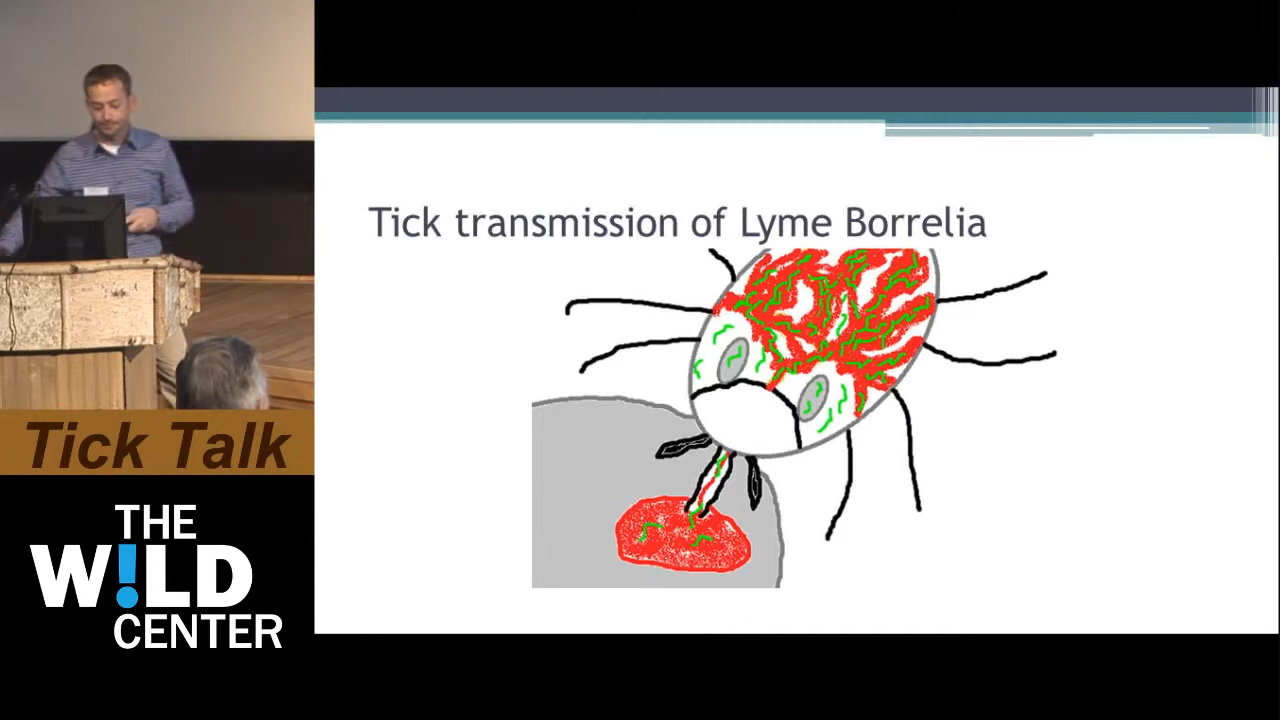 Tick transmission of Lyme Borrelia
Tick Talk
THE
W!LD
CENTER